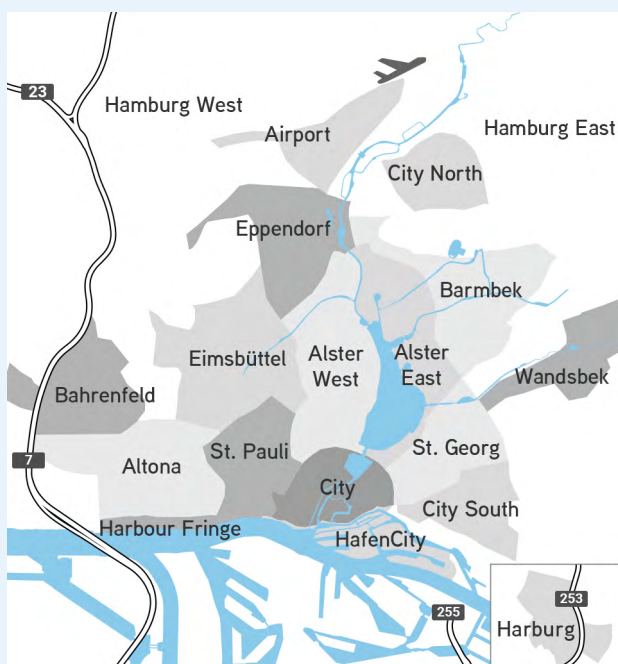 23
Hamburg West
Airport
Hamburg East
City North
Eppendorf
Barmbek
Eimsbüttel
Alster
West
Alster
East
Wandsbek
Bahrenfeld
St. Pauli
St. Georg
7
Altona
City
City South
Harbour Fringe
HafenCity
255
253
Harburg